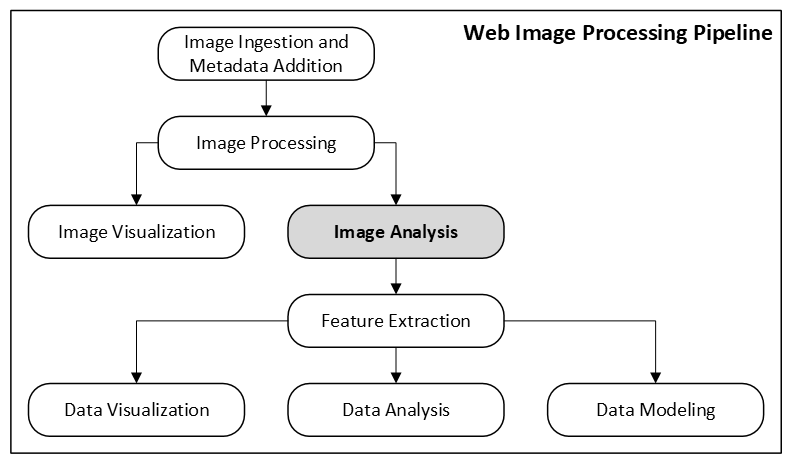 Web Image Processing Pipeline
Image Ingestion and
Metadata Addition
Image Processing
Image Visualization
Image Analysis
Feature Extraction
Data Visualization
Data Analysis
Data Modeling